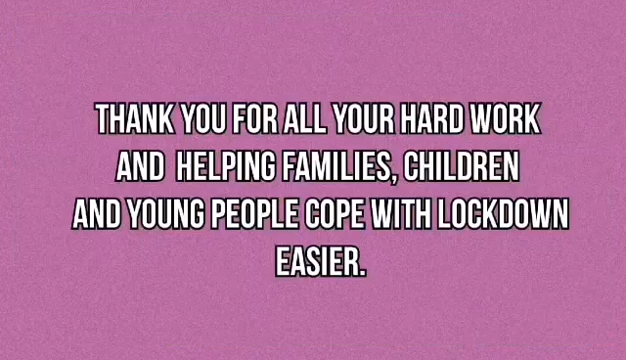 THANK YOU FOR ALL YOUR HARD WORK
AND  HELPING FAMILIES, CHILDREN
AND YOUNG PEOPLE COPE WITH LOCKDOWN
EASIER.